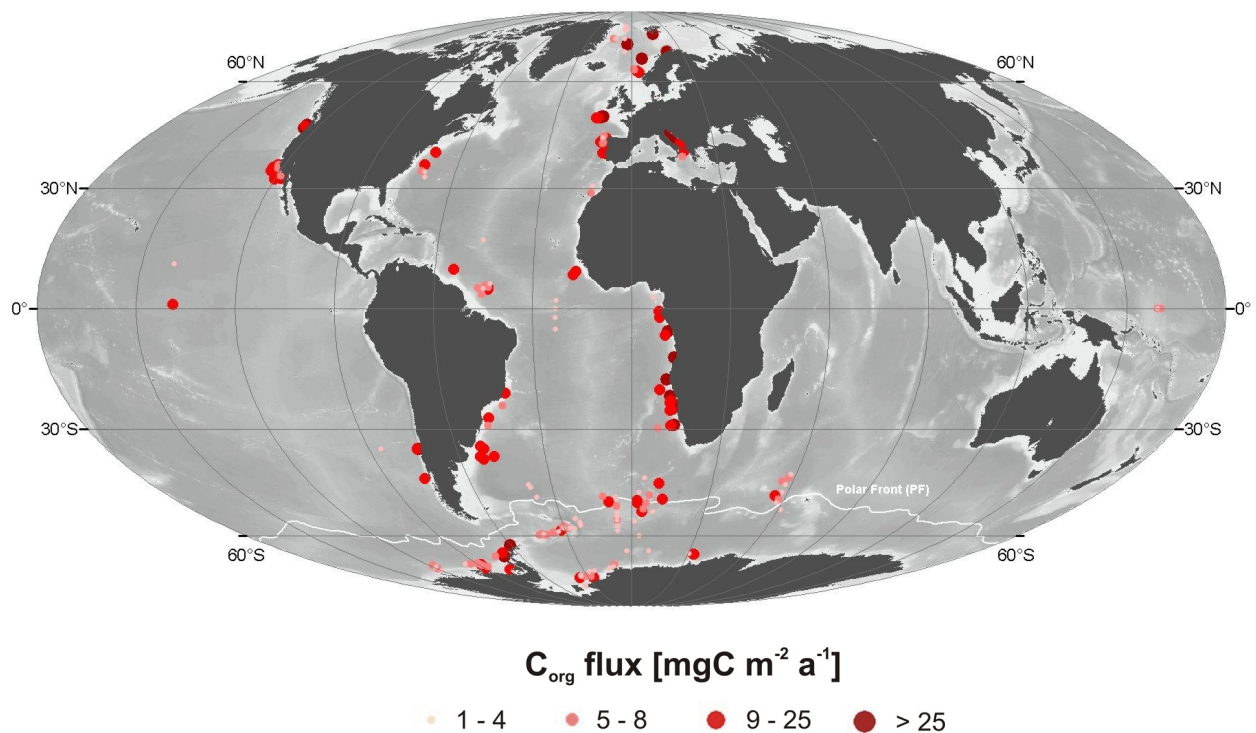 60°N 60°N
30°N 30°N
0° 0°
30°S 30°S
Polar Front (PF)
60°S 60°S
C_org flux [mgC m⁻² a⁻¹]
1 - 4 5 - 8 9 - 25 > 25